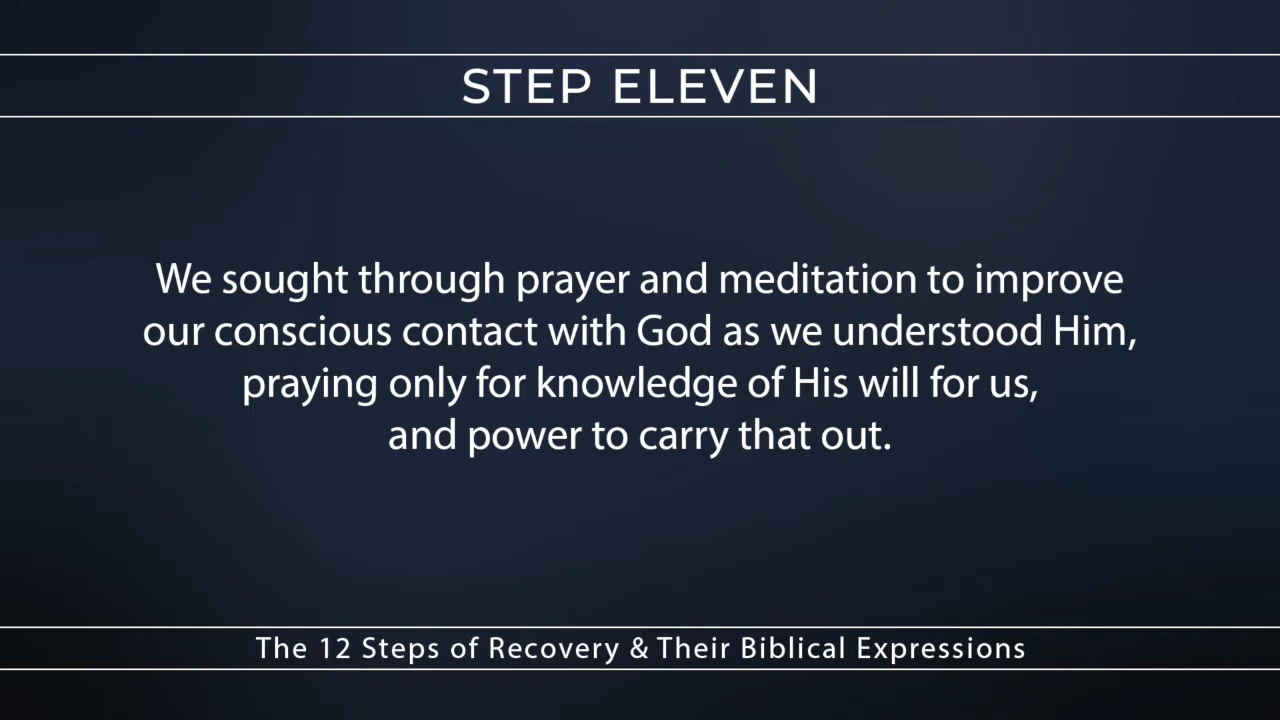 STEP ELEVEN
We sought through prayer and meditation to improve
our conscious contact with God as we understood Him,
praying only for knowledge of His will for us,
and power to carry that out.
The 12 Steps of Recovery & Their Biblical Expressions